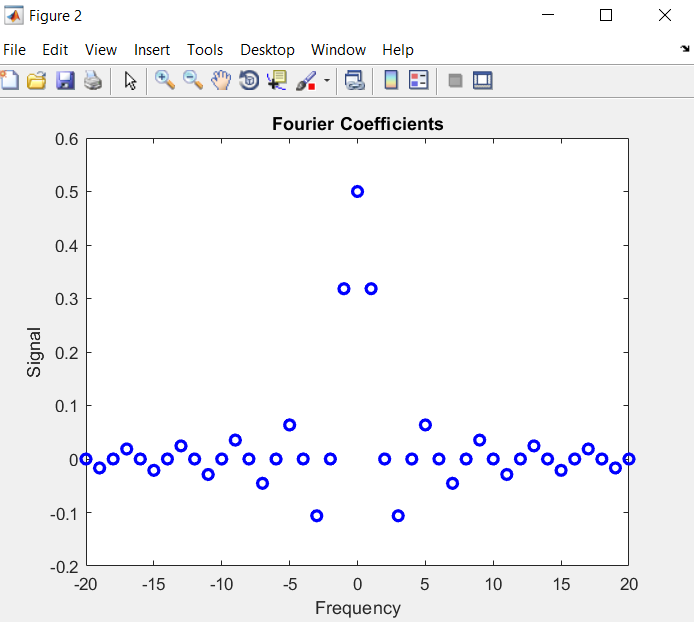 Figure 2
File Edit View Insert Tools Desktop Window Help
Fourier Coefficients
0.6
0.5
0.4
0.3
0.2
0.1
0
-0.1
-0.2
Signal
-20 -15 -10 -5 0 5 10 15 20
Frequency